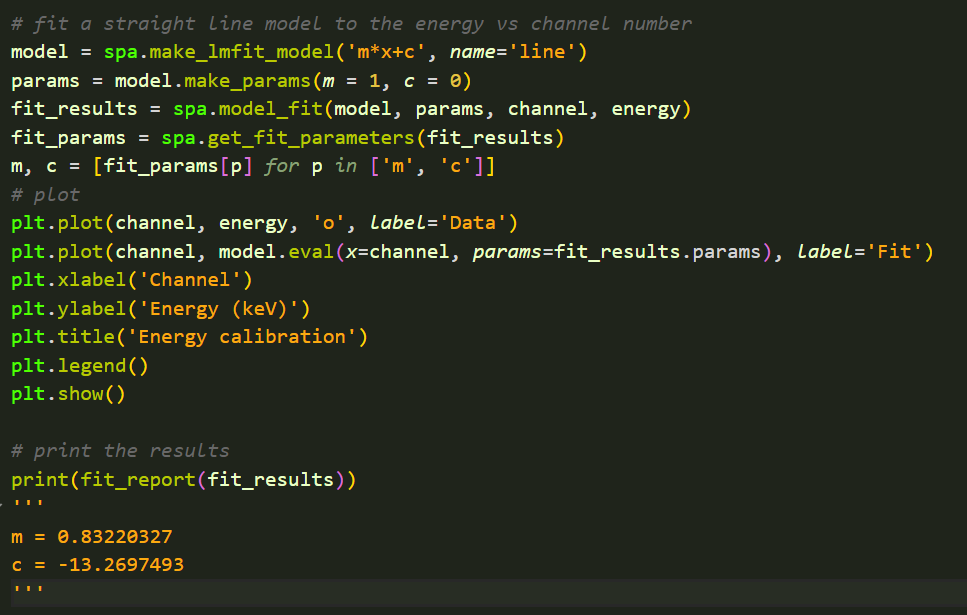 # fit a straight line model to the energy vs channel number
model = spa.make_lmfit_model('m*x+c', name='line')
params = model.make_params(m = 1, c = 0)
fit_results = spa.model_fit(model, params, channel, energy)
fit_params = spa.get_fit_parameters(fit_results)
m, c = [fit_params[p] for p in ['m', 'c']]
# plot
plt.plot(channel, energy, 'o', label='Data')
plt.plot(channel, model.eval(x=channel, params=fit_results.params), label='Fit')
plt.xlabel('Channel')
plt.ylabel('Energy (keV)')
plt.title('Energy calibration')
plt.legend()
plt.show()

# print the results
print(fit_report(fit_results))
'''
m = 0.83220327
c = -13.2697493
'''